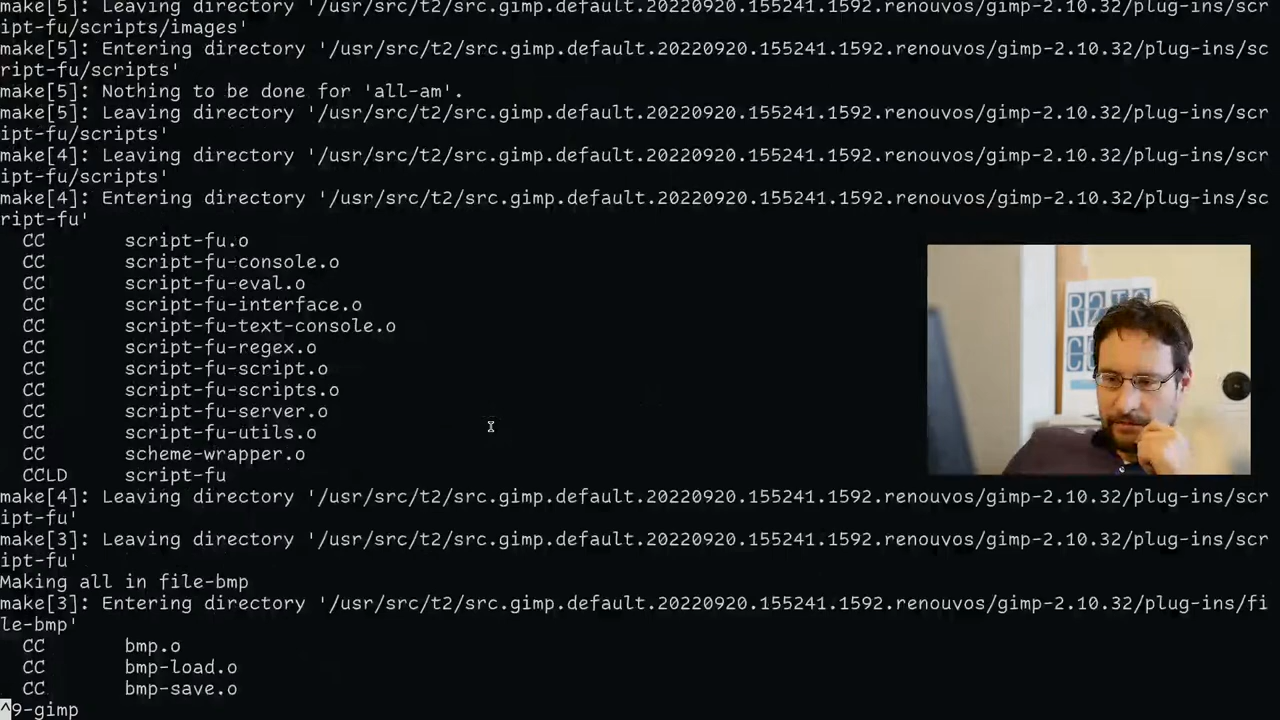 make[5]: Leaving directory '/usr/src/t2/src.gimp.default.20220920.155241.1592.renouvos/gimp-2.10.32/plug-ins/scr
ipt-fu/scripts/images'
make[5]: Entering directory '/usr/src/t2/src.gimp.default.20220920.155241.1592.renouvos/gimp-2.10.32/plug-ins/sc
ript-fu/scripts'
make[5]: Nothing to be done for 'all-am'.
make[5]: Leaving directory '/usr/src/t2/src.gimp.default.20220920.155241.1592.renouvos/gimp-2.10.32/plug-ins/scr
ipt-fu/scripts'
make[4]: Leaving directory '/usr/src/t2/src.gimp.default.20220920.155241.1592.renouvos/gimp-2.10.32/plug-ins/scr
ipt-fu/scripts'
make[4]: Entering directory '/usr/src/t2/src.gimp.default.20220920.155241.1592.renouvos/gimp-2.10.32/plug-ins/sc
ript-fu'
CC script-fu.o
CC script-fu-console.o
CC script-fu-eval.o
CC script-fu-interface.o
CC script-fu-text-console.o
CC script-fu-regex.o
CC script-fu-script.o
CC script-fu-scripts.o
CC script-fu-server.o
CC script-fu-utils.o
CC scheme-wrapper.o
CCLD script-fu
make[4]: Leaving directory '/usr/src/t2/src.gimp.default.20220920.155241.1592.renouvos/gimp-2.10.32/plug-ins/scr
ipt-fu'
make[3]: Leaving directory '/usr/src/t2/src.gimp.default.20220920.155241.1592.renouvos/gimp-2.10.32/plug-ins/scr
ipt-fu'
Making all in file-bmp
make[3]: Entering directory '/usr/src/t2/src.gimp.default.20220920.155241.1592.renouvos/gimp-2.10.32/plug-ins/fi
le-bmp'
CC bmp.o
CC bmp-load.o
CC bmp-save.o
^9-gimp